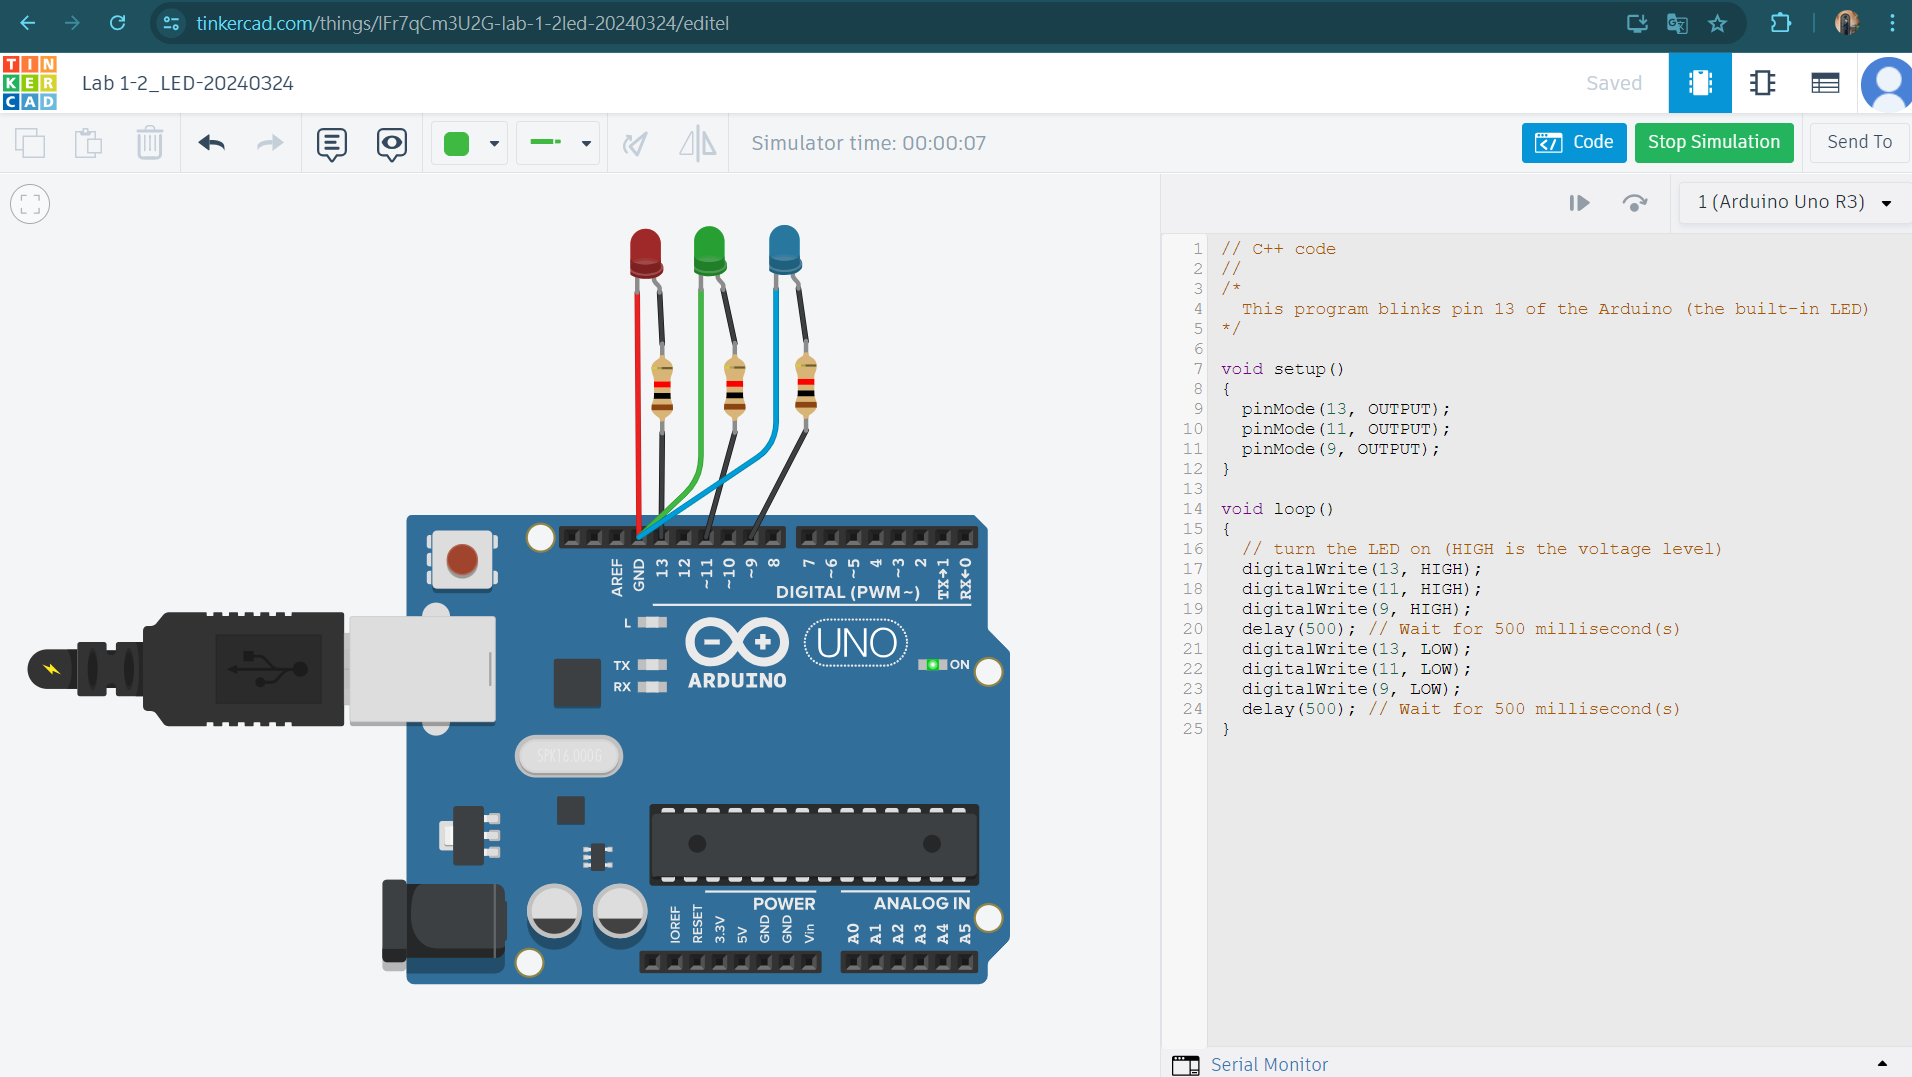 tinkercad.com/things/lFr7qCm3U2G-lab-1-2led-20240324/editel
TIN
KER
CAD
Lab 1-2_LED-20240324
Saved
Simulator time: 00:00:07
Code
Stop Simulation
Send To
1 (Arduino Uno R3)
1 // C++ code
2 //
3 /*
4 This program blinks pin 13 of the Arduino (the built-in LED)
5 */
6
7 void setup()
8 {
9 pinMode(13, OUTPUT);
10 pinMode(11, OUTPUT);
11 pinMode(9, OUTPUT);
12 }
13
14 void loop()
15 {
16 // turn the LED on (HIGH is the voltage level)
17 digitalWrite(13, HIGH);
18 digitalWrite(11, HIGH);
19 digitalWrite(9, HIGH);
20 delay(500); // Wait for 500 millisecond(s)
21 digitalWrite(13, LOW);
22 digitalWrite(11, LOW);
23 digitalWrite(9, LOW);
24 delay(500); // Wait for 500 millisecond(s)
25 }
AREF GND 13 12 ~11 ~10 ~9 8 7 ~6 ~5 4 ~3 2 TX→1 RX←0
DIGITAL (PWM~)
L
UNO
TX
ON
RX
ARDUINO
SPK16.000G
POWER
ANALOG IN
IOREF RESET 3.3V 5V GND GND Vin A0 A1 A2 A3 A4 A5
Serial Monitor